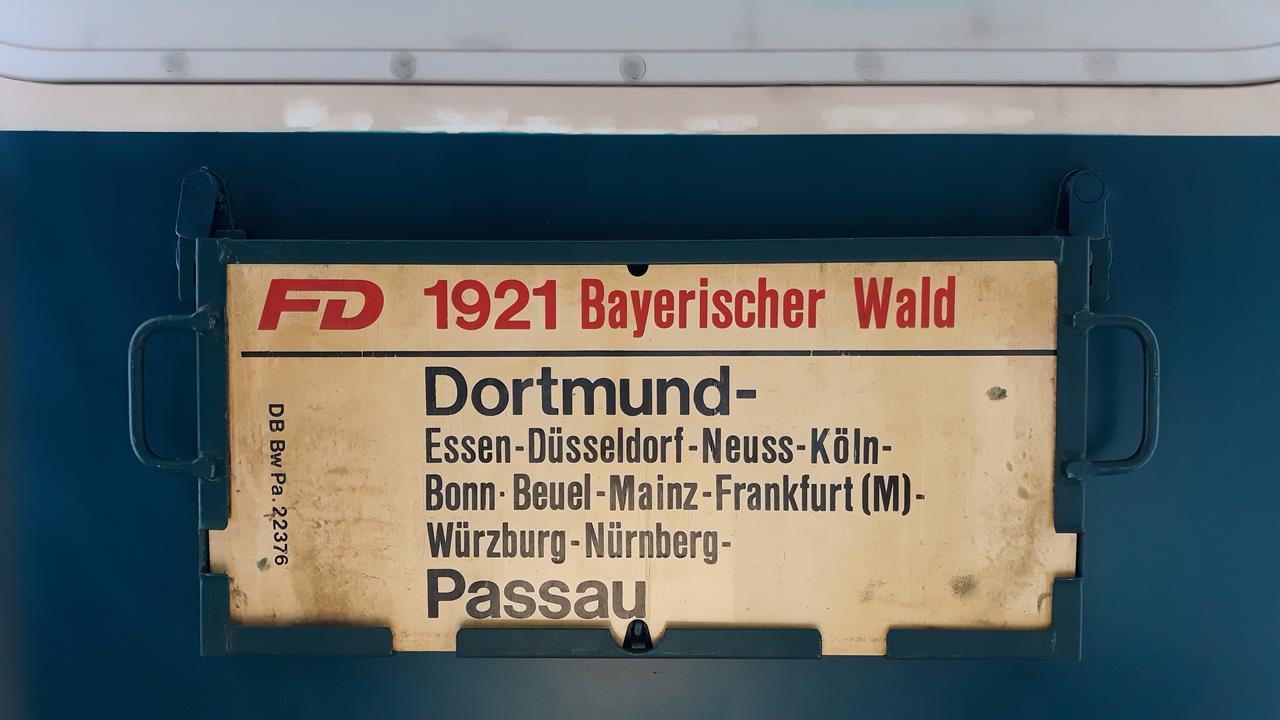 FD 1921 Bayerischer Wald
Dortmund-
Essen-Düsseldorf-Neuss-Köln-
Bonn·Beuel-Mainz-Frankfurt(M)-
Würzburg-Nürnberg-
Passau
DB Bw Pa. 22376